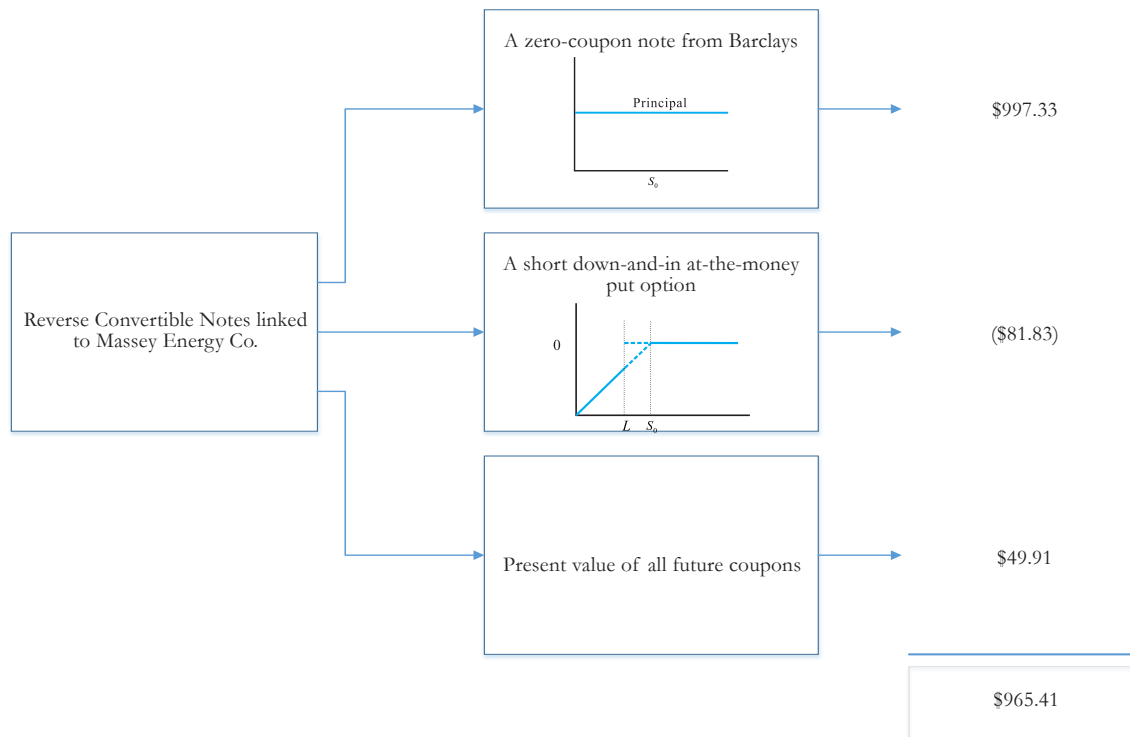 A zero-coupon note from Barclays
Principal
S₀
$997.33
Reverse Convertible Notes linked
to Massey Energy Co.
A short down-and-in at-the-money
put option
0
L S₀
($81.83)
Present value of all future coupons
$49.91
$965.41